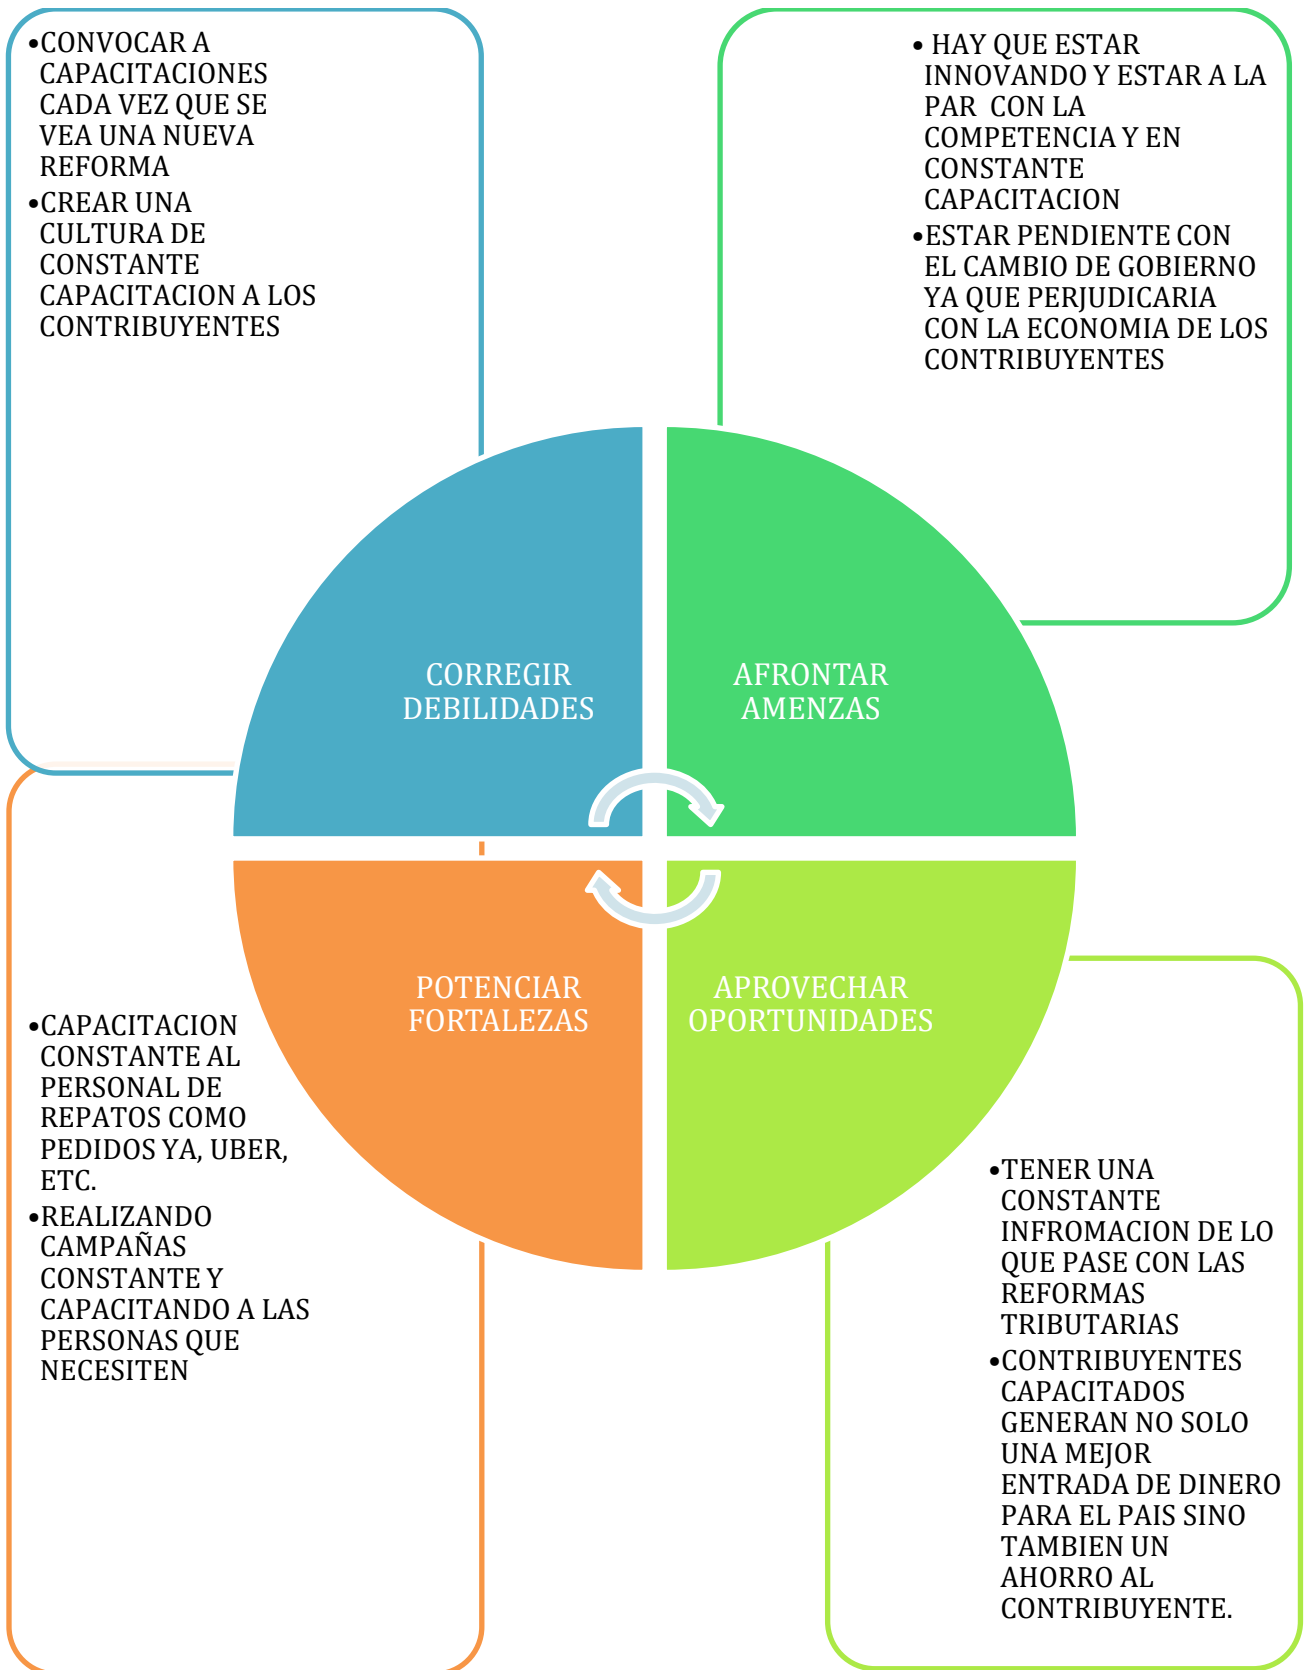 •CONVOCAR A
CAPACITACIONES
CADA VEZ QUE SE
VEA UNA NUEVA
REFORMA
•CREAR UNA
CULTURA DE
CONSTANTE
CAPACITACION A LOS
CONTRIBUYENTES
• HAY QUE ESTAR
INNOVANDO Y ESTAR A LA
PAR CON LA
COMPETENCIA Y EN
CONSTANTE
CAPACITACION
•ESTAR PENDIENTE CON
EL CAMBIO DE GOBIERNO
YA QUE PERJUDICARIA
CON LA ECONOMIA DE LOS
CONTRIBUYENTES
CORREGIR
DEBILIDADES
AFRONTAR
AMENZAS
POTENCIAR
FORTALEZAS
APROVECHAR
OPORTUNIDADES
•CAPACITACION
CONSTANTE AL
PERSONAL DE
REPATOS COMO
PEDIDOS YA, UBER,
ETC.
•REALIZANDO
CAMPAÑAS
CONSTANTE Y
CAPACITANDO A LAS
PERSONAS QUE
NECESITEN
•TENER UNA
CONSTANTE
INFROMACION DE LO
QUE PASE CON LAS
REFORMAS
TRIBUTARIAS
•CONTRIBUYENTES
CAPACITADOS
GENERAN NO SOLO
UNA MEJOR
ENTRADA DE DINERO
PARA EL PAIS SINO
TAMBIEN UN
AHORRO AL
CONTRIBUYENTE.